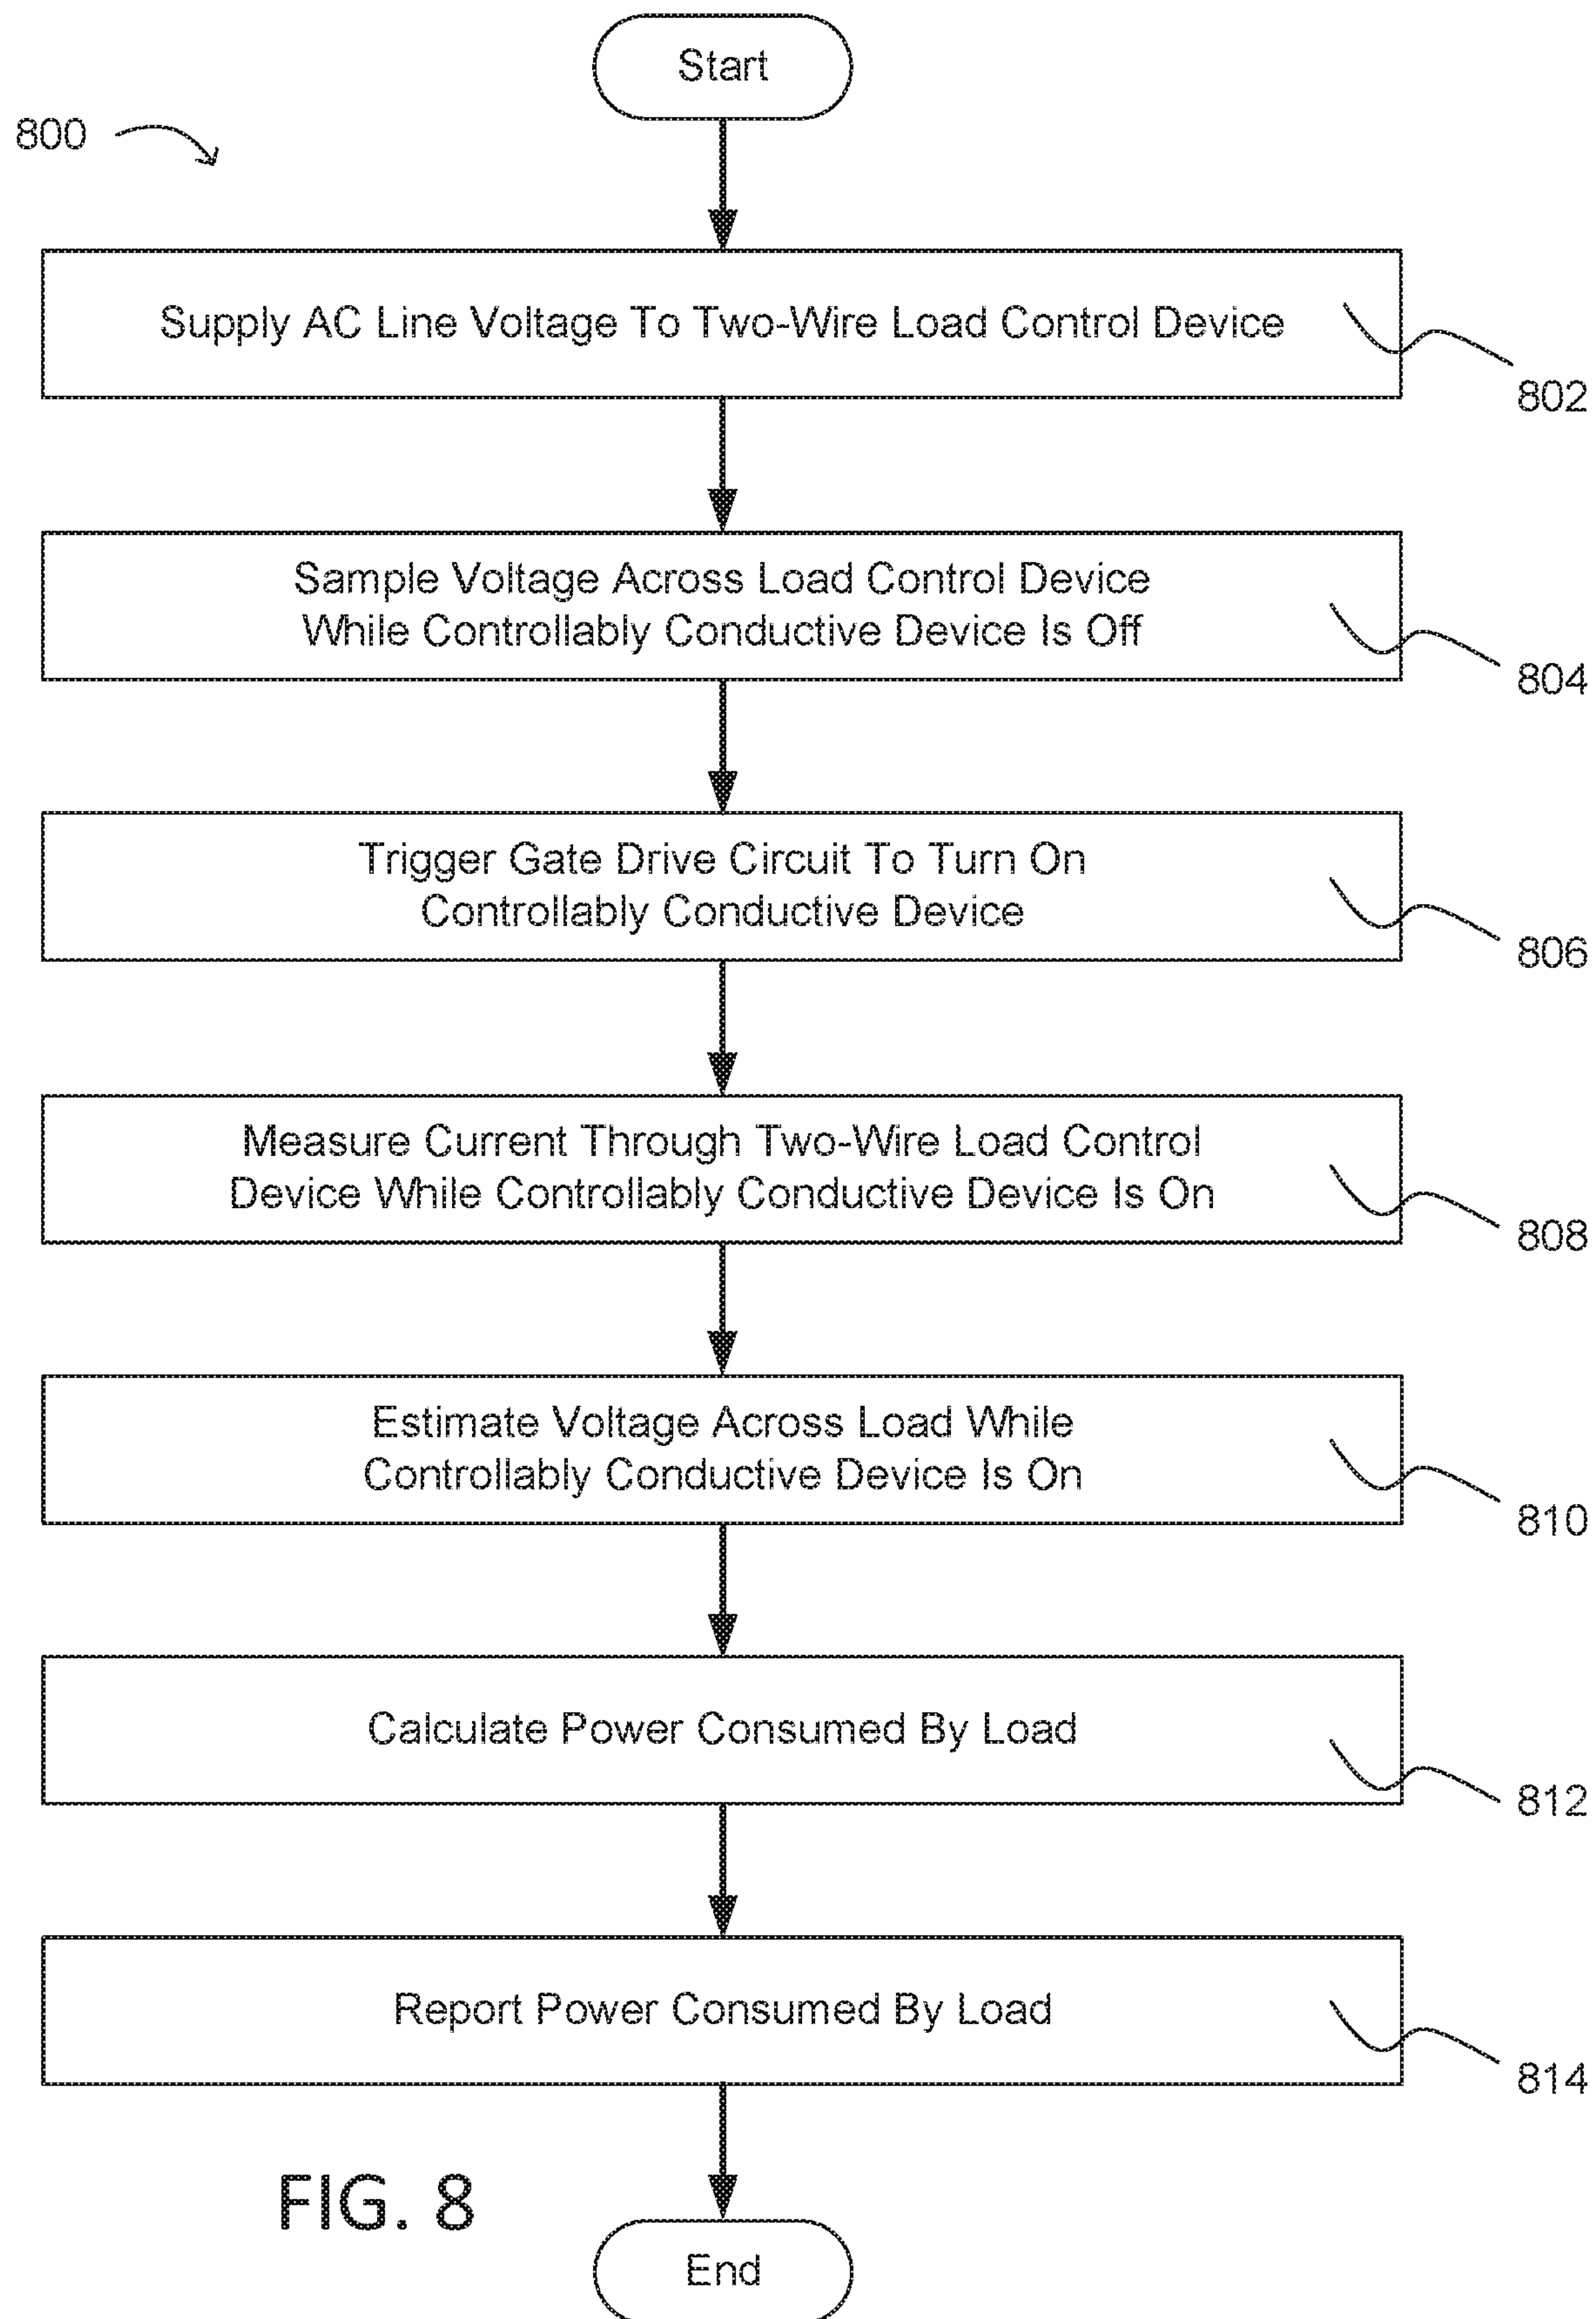 Start
800
Supply AC Line Voltage To Two-Wire Load Control Device
802
Sample Voltage Across Load Control Device
While Controllably Conductive Device Is Off
804
Trigger Gate Drive Circuit To Turn On
Controllably Conductive Device
806
Measure Current Through Two-Wire Load Control
Device While Controllably Conductive Device Is On
808
Estimate Voltage Across Load While
Controllably Conductive Device Is On
810
Calculate Power Consumed By Load
812
Report Power Consumed By Load
814
FIG. 8
End